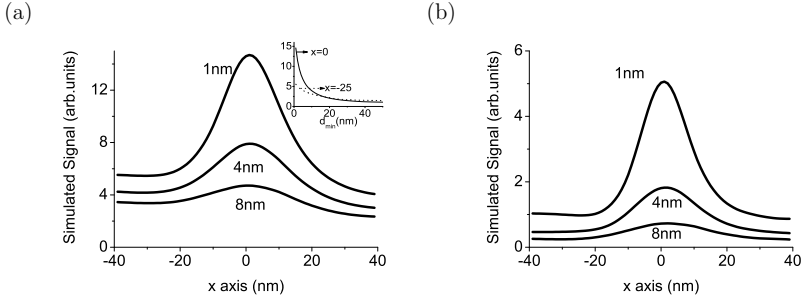 (a)
Simulated Signal (arb.units)
12
8
4
0
1nm
4nm
8nm
-40
-20
0
20
40
x axis (nm)
15
10
5
0
x=0
x=-25
0
20
40
d_min(nm)
(b)
Simulated Signal (arb.units)
6
4
2
0
1nm
4nm
8nm
-40
-20
0
20
40
x axis (nm)